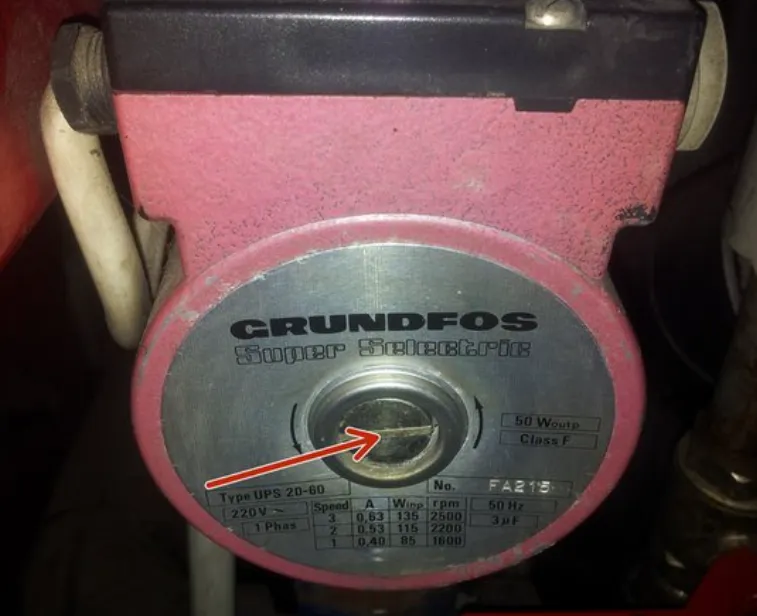 GRUNDFOS
Super Selectric
50 Woutp
Class F
Type UPS 20-60
No. FA215
220V ~
1 Phas
Speed A Winp rpm
3 0,63 135 2500
2 0,53 115 2200
1 0,40 85 1600
50 Hz
3 µF